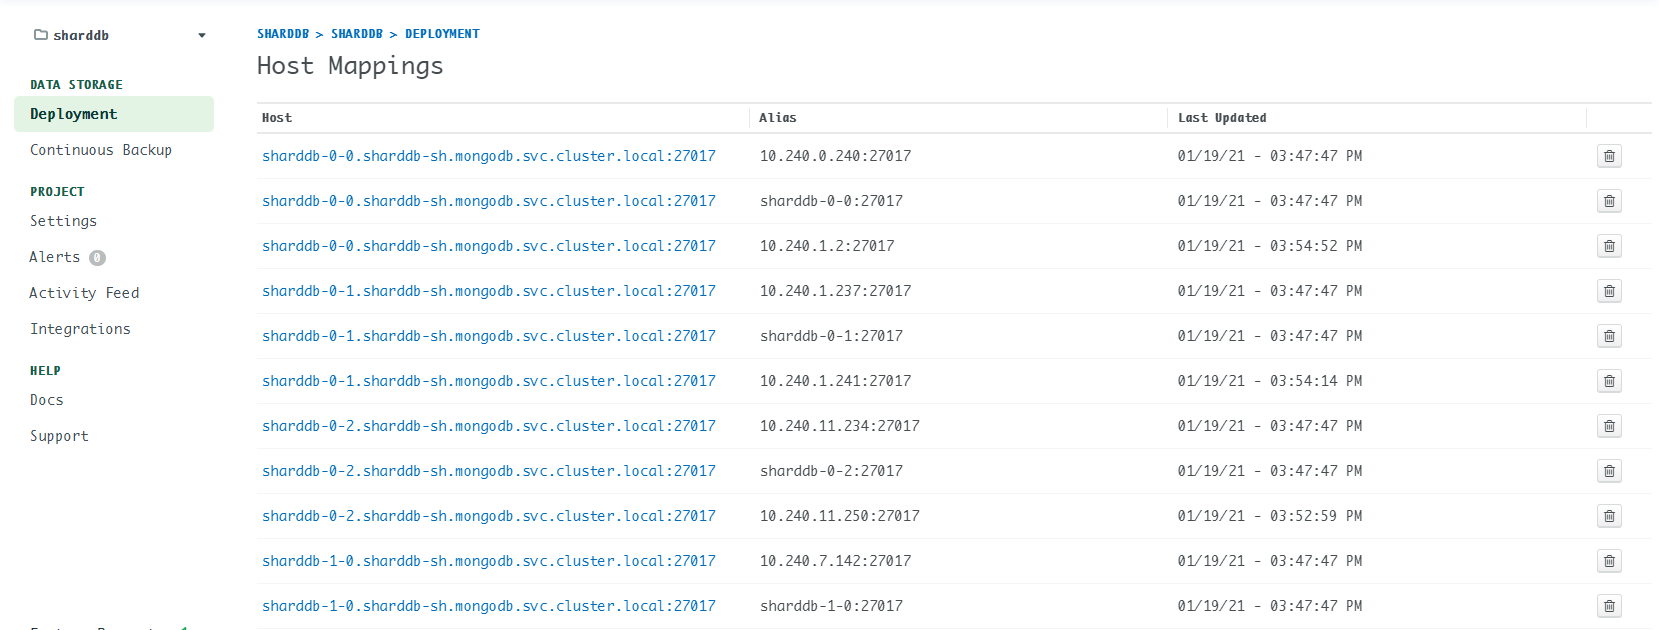 sharddb
DATA STORAGE
Deployment
Continuous Backup
PROJECT
Settings
Alerts 0
Activity Feed
Integrations
HELP
Docs
Support
SHARDDB > SHARDDB > DEPLOYMENT
Host Mappings
Host Alias Last Updated
sharddb-0-0.sharddb-sh.mongodb.svc.cluster.local:27017 10.240.0.240:27017 01/19/21 - 03:47:47 PM
sharddb-0-0.sharddb-sh.mongodb.svc.cluster.local:27017 sharddb-0-0:27017 01/19/21 - 03:47:47 PM
sharddb-0-0.sharddb-sh.mongodb.svc.cluster.local:27017 10.240.1.2:27017 01/19/21 - 03:54:52 PM
sharddb-0-1.sharddb-sh.mongodb.svc.cluster.local:27017 10.240.1.237:27017 01/19/21 - 03:47:47 PM
sharddb-0-1.sharddb-sh.mongodb.svc.cluster.local:27017 sharddb-0-1:27017 01/19/21 - 03:47:47 PM
sharddb-0-1.sharddb-sh.mongodb.svc.cluster.local:27017 10.240.1.241:27017 01/19/21 - 03:54:14 PM
sharddb-0-2.sharddb-sh.mongodb.svc.cluster.local:27017 10.240.11.234:27017 01/19/21 - 03:47:47 PM
sharddb-0-2.sharddb-sh.mongodb.svc.cluster.local:27017 sharddb-0-2:27017 01/19/21 - 03:47:47 PM
sharddb-0-2.sharddb-sh.mongodb.svc.cluster.local:27017 10.240.11.250:27017 01/19/21 - 03:52:59 PM
sharddb-1-0.sharddb-sh.mongodb.svc.cluster.local:27017 10.240.7.142:27017 01/19/21 - 03:47:47 PM
sharddb-1-0.sharddb-sh.mongodb.svc.cluster.local:27017 sharddb-1-0:27017 01/19/21 - 03:47:47 PM